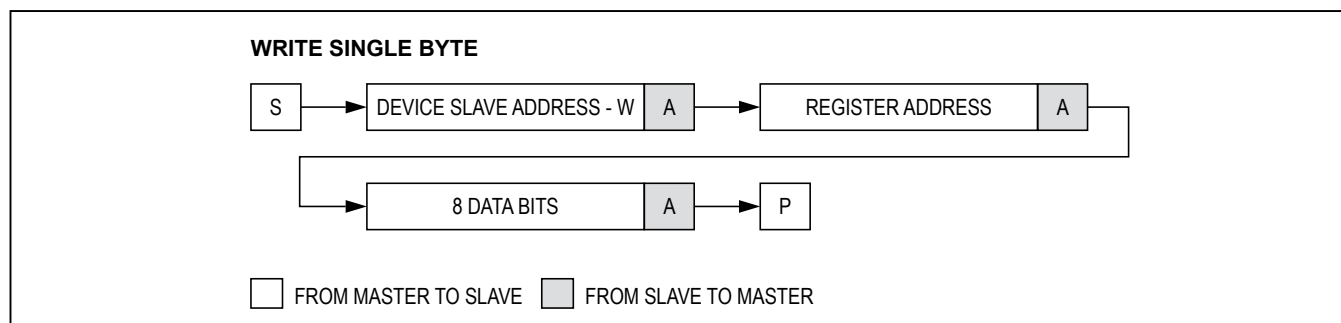 WRITE SINGLE BYTE
S DEVICE SLAVE ADDRESS - W A REGISTER ADDRESS A
8 DATA BITS A P
FROM MASTER TO SLAVE FROM SLAVE TO MASTER